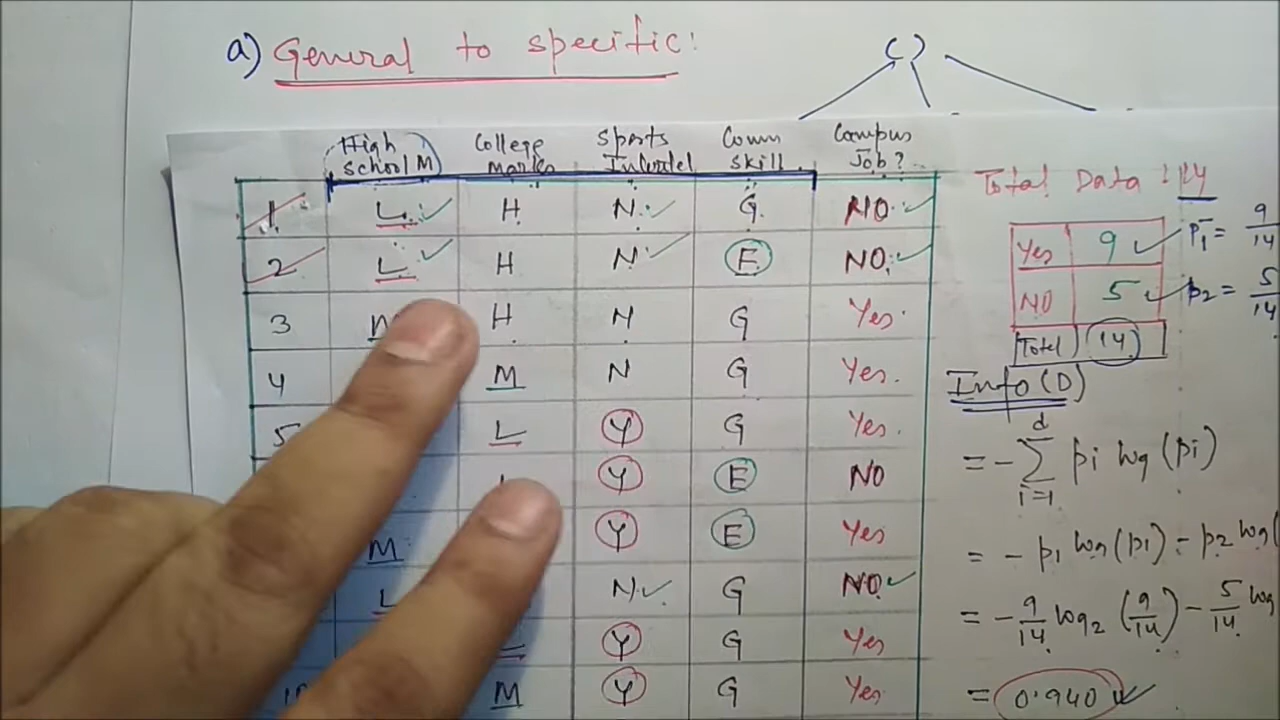 a) General to specific:
( )
High school M College marks Sports Comm skill Campus Job?
1 L H N G NO
2 L H N E NO
3 H N G Yes
4 M N G Yes
5 L Y G Yes
Y E NO
M Y E Yes
L N G NO
L Y G Yes
10 M Y G Yes
Total Data: 14
Yes 9 P1 = 9/14
NO 5 P2 = 5/14
Total 14
Info(D)
= - d Σ i=1 pi log (pi)
= - p1 log(p1) - p2 log(
= - 9/14 log2 (9/14) - 5/14 log
= 0.940